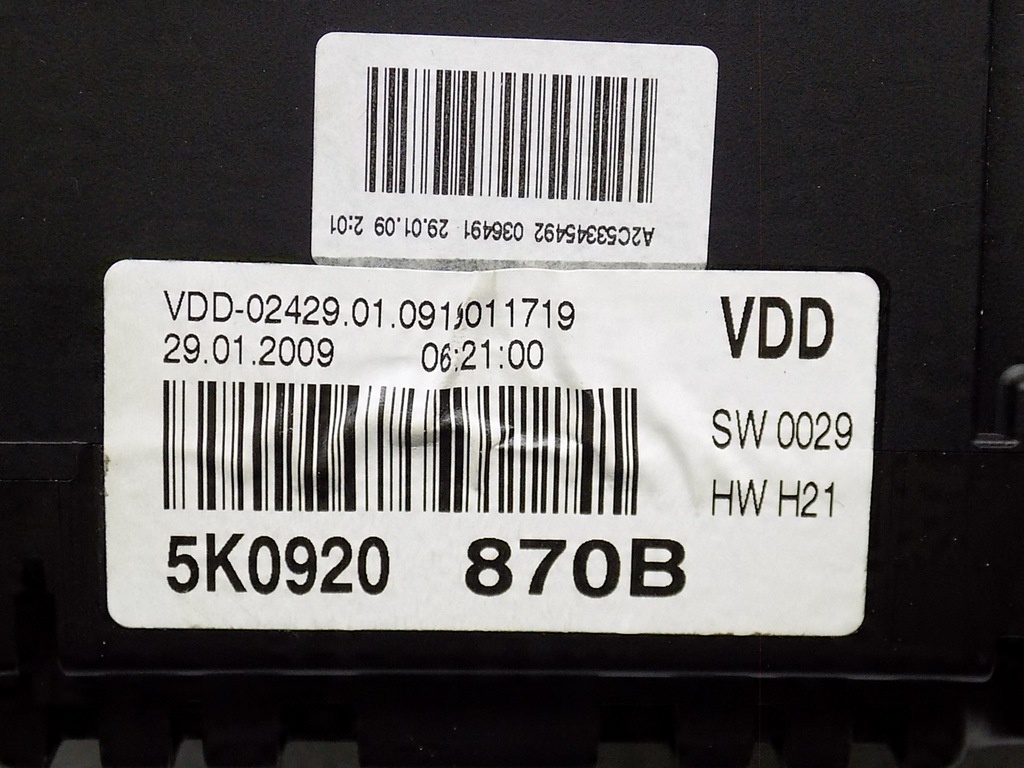 A2C53345492 036491 29.01.09 2:01
VDD-02429.01.0919011719
29.01.2009 06:21:00
VDD
SW 0029
HW H21
5K0920 870B